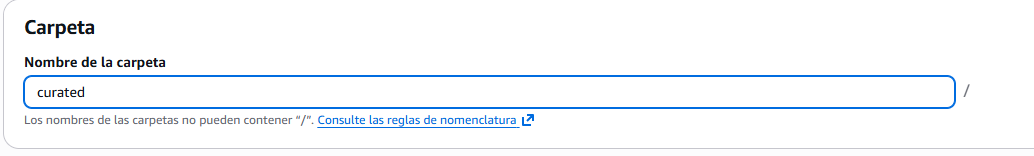 Carpeta
Nombre de la carpeta
curated /
Los nombres de las carpetas no pueden contener “/”. Consulte las reglas de nomenclatura